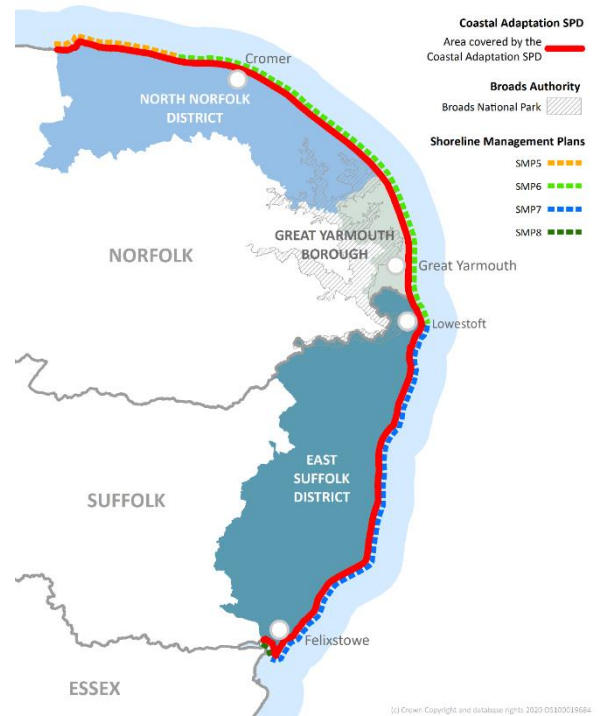 Coastal Adaptation SPD
Area covered by the
Coastal Adaptation SPD
Broads Authority
Broads National Park
Shoreline Management Plans
SMP5
SMP6
SMP7
SMP8
Cromer
NORTH NORFOLK
DISTRICT
GREAT YARMOUTH
BOROUGH
NORFOLK
Great Yarmouth
Lowestoft
EAST
SUFFOLK
DISTRICT
SUFFOLK
Felixstowe
ESSEX
(c) Crown Copyright and database rights 2020 OS100019684